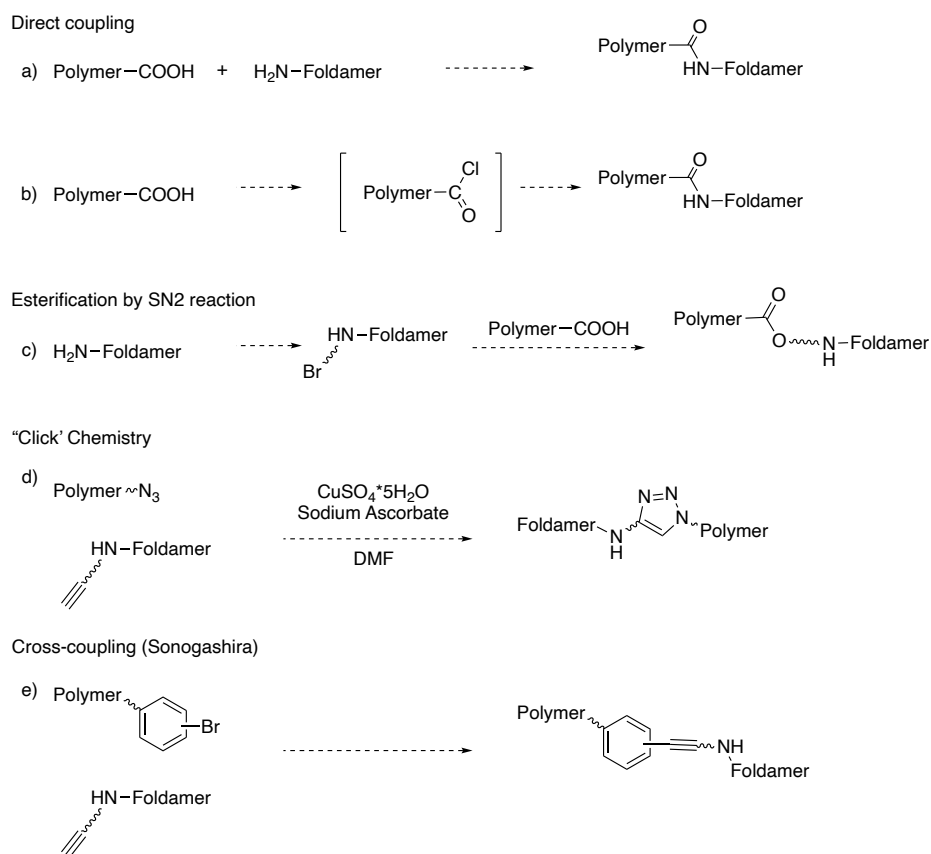 Direct coupling
a) Polymer–COOH + H₂N–Foldamer
Polymer
O
HN–Foldamer
b) Polymer–COOH
Polymer–C
Cl
O
Polymer
O
HN–Foldamer
Esterification by SN2 reaction
c) H₂N–Foldamer
HN–Foldamer
Br
Polymer–COOH
Polymer
O
O
N–Foldamer
H
“Click’ Chemistry
d) Polymer
N₃
HN–Foldamer
CuSO₄*5H₂O
Sodium Ascorbate
DMF
Foldamer
N
H
N=N
N
Polymer
Cross-coupling (Sonogashira)
e) Polymer
Br
HN–Foldamer
Polymer
NH
Foldamer